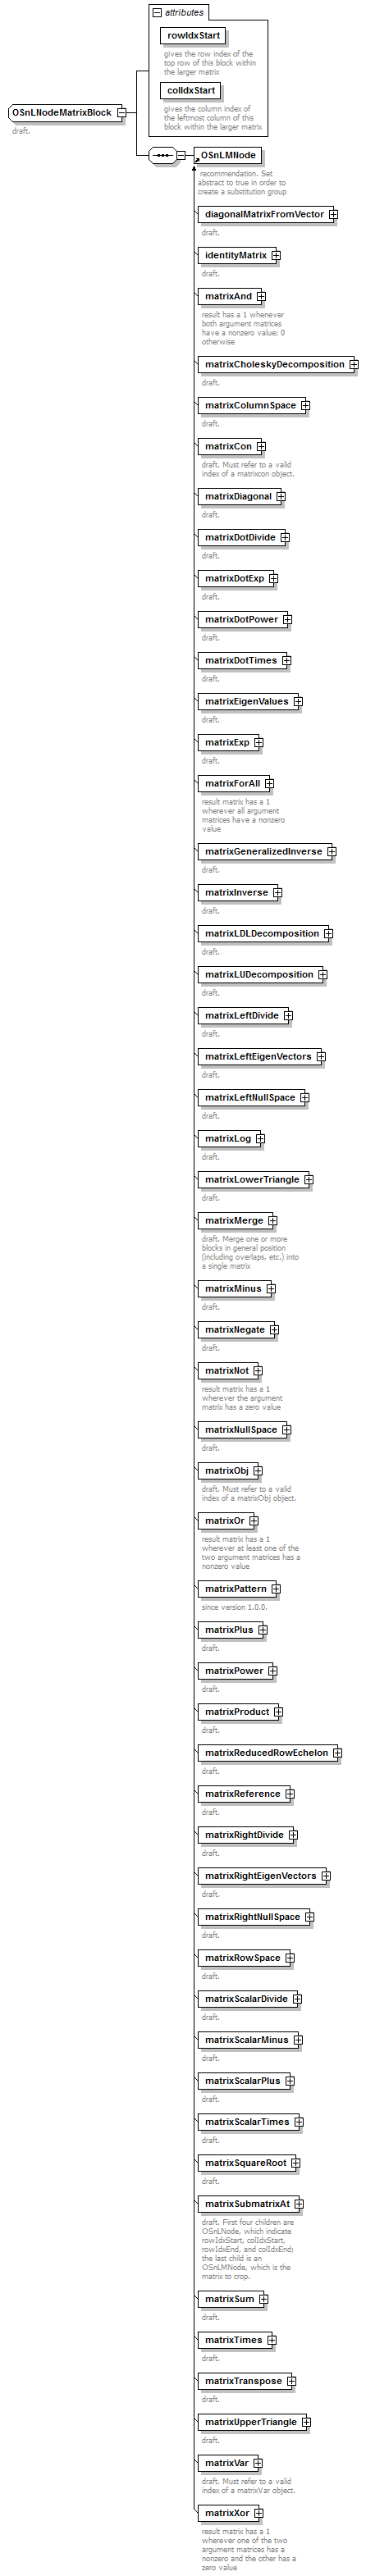 attributes
rowIdxStart
gives the row index of the
top row of this block within
the larger matrix
colIdxStart
gives the column index of
the leftmost column of this
block within the larger matrix
OSnLNodeMatrixBlock
draft.
OSnLMNode
recommendation. Set
abstract to true in order to
create a substitution group
diagonalMatrixFromVector
draft.
identityMatrix
draft.
matrixAnd
result has a 1 whenever
both argument matrices
have a nonzero value; 0
otherwise
matrixCholeskyDecomposition
draft.
matrixColumnSpace
draft.
matrixCon
draft. Must refer to a valid
index of a matrixcon object.
matrixDiagonal
draft.
matrixDotDivide
draft.
matrixDotExp
draft.
matrixDotPower
draft.
matrixDotTimes
draft.
matrixEigenValues
draft.
matrixExp
draft.
matrixForAll
result matrix has a 1
wherever all argument
matrices have a nonzero
value
matrixGeneralizedInverse
draft.
matrixInverse
draft.
matrixLDLDecomposition
draft.
matrixLUDecomposition
draft.
matrixLeftDivide
draft.
matrixLeftEigenVectors
draft.
matrixLeftNullSpace
draft.
matrixLog
draft.
matrixLowerTriangle
draft.
matrixMerge
draft. Merge one or more
blocks in general position
(including overlaps, etc.) into
a single matrix
matrixMinus
draft.
matrixNegate
draft.
matrixNot
result matrix has a 1
wherever the argument
matrix has a zero value
matrixNullSpace
draft.
matrixObj
draft. Must refer to a valid
index of a matrixObj object.
matrixOr
result matrix has a 1
wherever at least one of the
two argument matrices has a
nonzero value
matrixPattern
since version 1.0.0.
matrixPlus
draft.
matrixPower
draft.
matrixProduct
draft.
matrixReducedRowEchelon
draft.
matrixReference
draft.
matrixRightDivide
draft.
matrixRightEigenVectors
draft.
matrixRightNullSpace
draft.
matrixRowSpace
draft.
matrixScalarDivide
draft.
matrixScalarMinus
draft.
matrixScalarPlus
draft.
matrixScalarTimes
draft.
matrixSquareRoot
draft.
matrixSubmatrixAt
draft. First four children are
OSnLNode, which indicate
rowIdxStart, colIdxStart,
rowIdxEnd, and colIdxEnd;
the last child is an
OSnLMNode, which is the
matrix to crop.
matrixSum
draft.
matrixTimes
draft.
matrixTranspose
draft.
matrixUpperTriangle
draft.
matrixVar
draft. Must refer to a valid
index of a matrixVar object.
matrixXor
result matrix has a 1
wherever one of the two
argument matrices has a
nonzero and the other has a
zero value